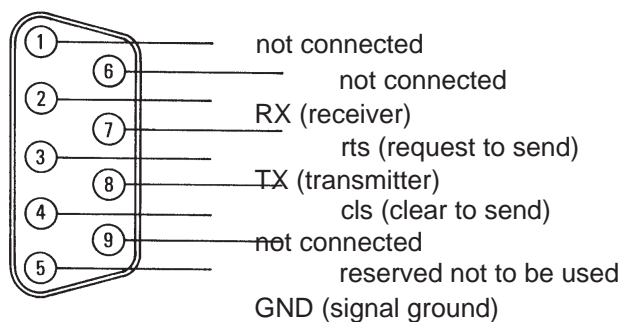 1 not connected
6 not connected
2 RX (receiver)
7 rts (request to send)
3 TX (transmitter)
8 cls (clear to send)
4 not connected
9 reserved not to be used
5 GND (signal ground)